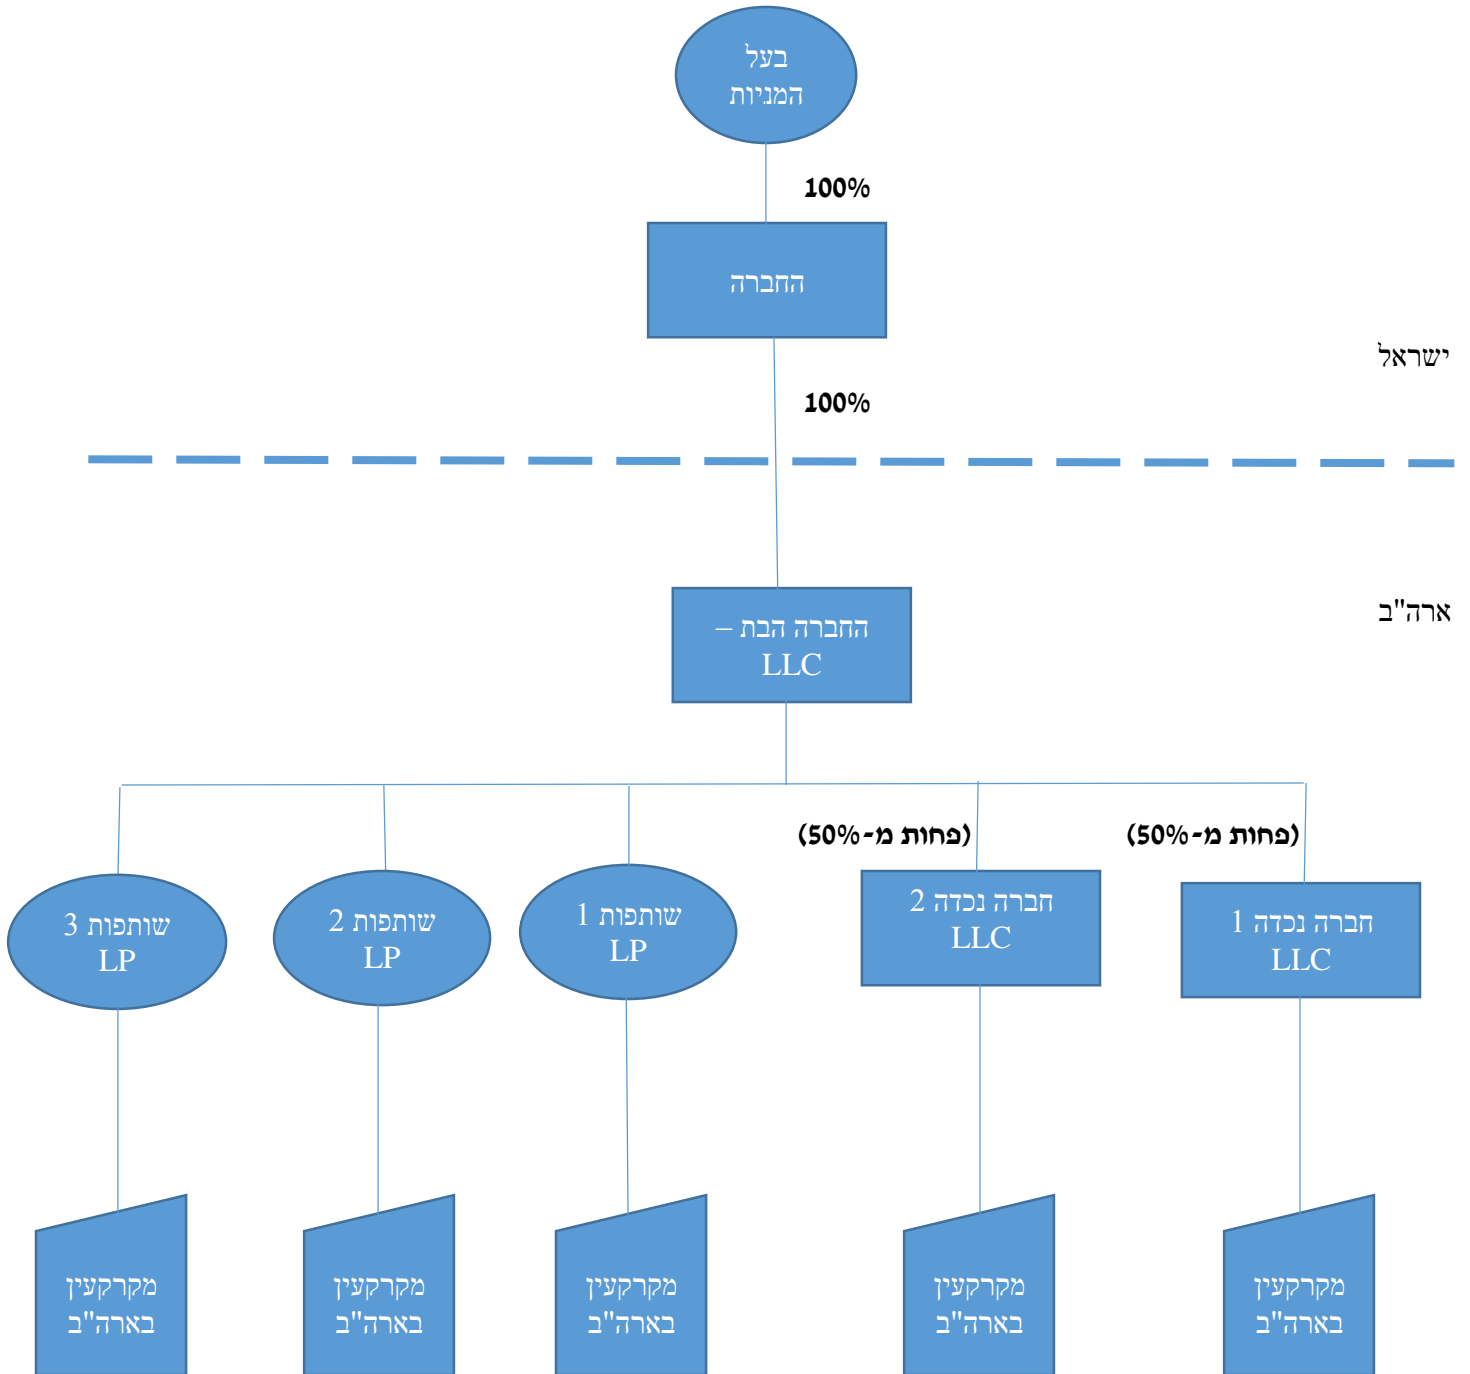 בעל
המניות
100%
החברה
ישראל
100%
ארה"ב
החברה הבת –
LLC
(פחות מ-50%)
(פחות מ-50%)
חברה נכדה 1
LLC
חברה נכדה 2
LLC
שותפות 1
LP
שותפות 2
LP
שותפות 3
LP
מקרקעין
בארה"ב
מקרקעין
בארה"ב
מקרקעין
בארה"ב
מקרקעין
בארה"ב
מקרקעין
בארה"ב